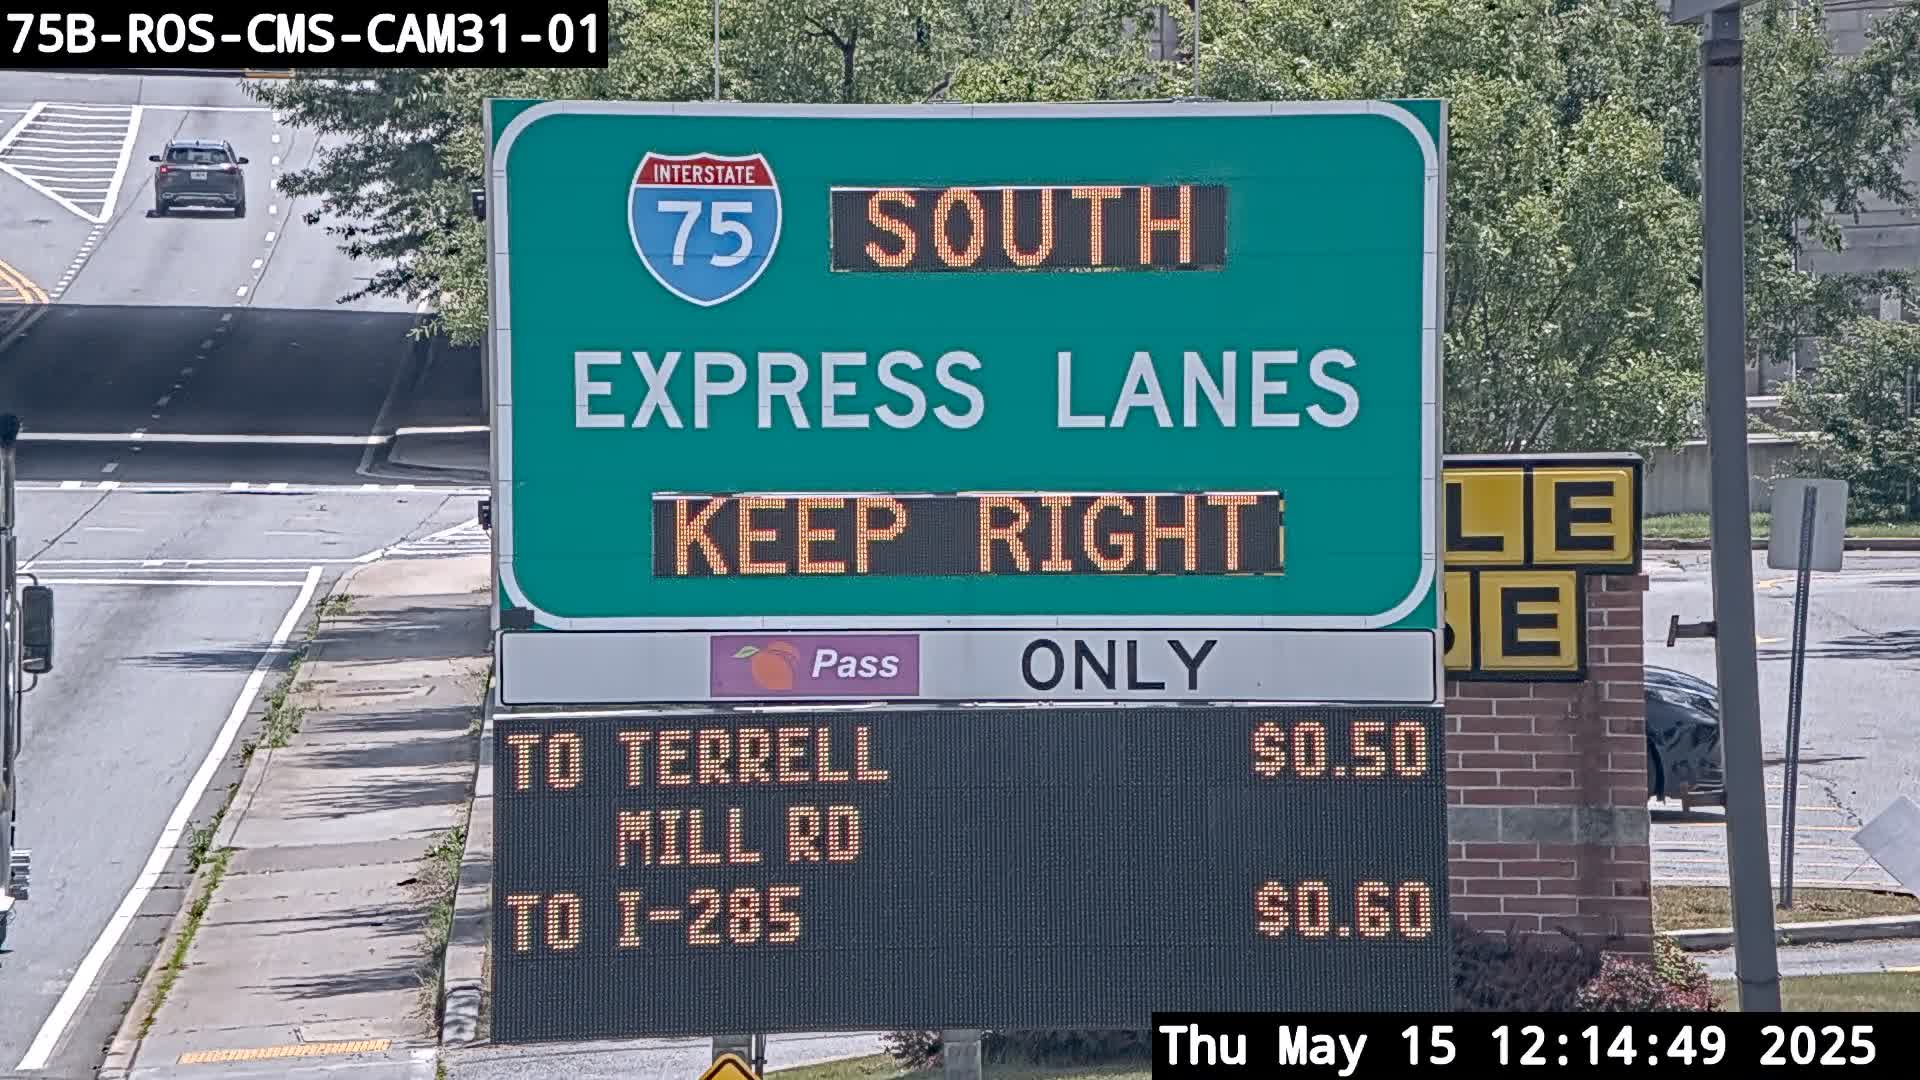 75B-ROS-CMS-CAM31-01
INTERSTATE
75
SOUTH
EXPRESS LANES
KEEP RIGHT
Pass ONLY
TO TERRELL $0.50
MILL RD
TO I-285 $0.60
LE
E
Thu May 15 12:14:49 2025